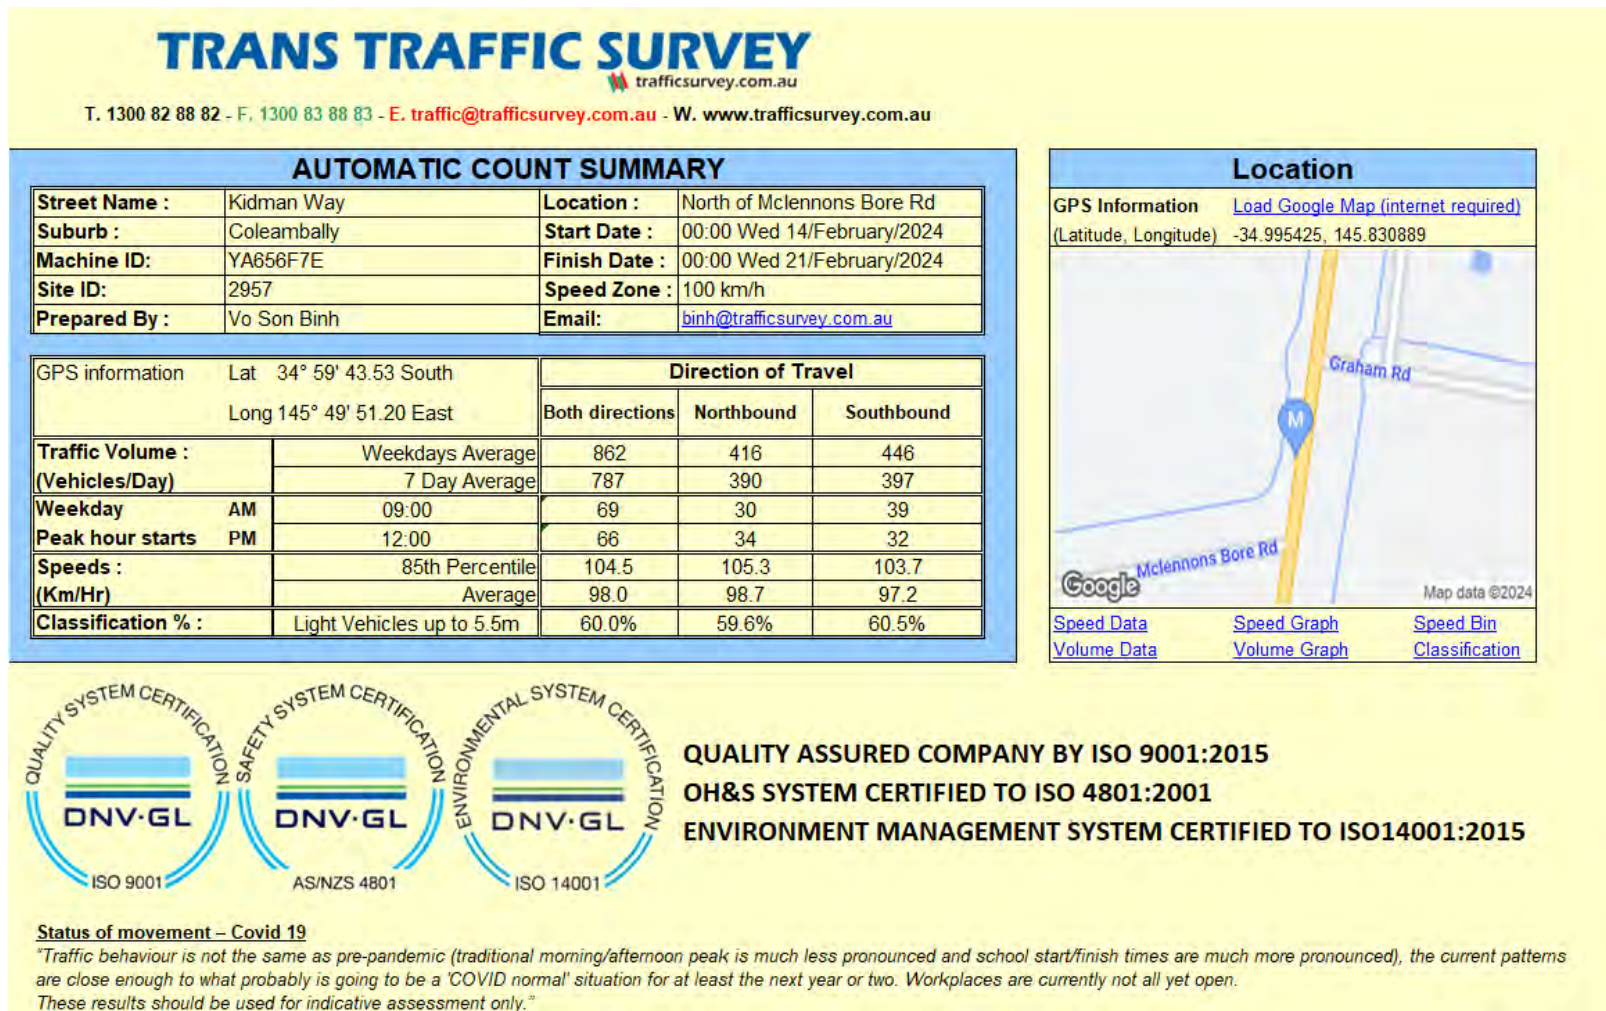 TRANS TRAFFIC SURVEY
trafficsurvey.com.au
T. 1300 82 88 82 - F. 1300 83 88 83 - E. traffic@trafficsurvey.com.au - W. www.trafficsurvey.com.au
AUTOMATIC COUNT SUMMARY
Street Name : Kidman Way Location : North of Mclennons Bore Rd
Suburb : Coleambally Start Date : 00:00 Wed 14/February/2024
Machine ID: YA656F7E Finish Date : 00:00 Wed 21/February/2024
Site ID: 2957 Speed Zone : 100 km/h
Prepared By : Vo Son Binh Email: binh@trafficsurvey.com.au
GPS information Lat 34° 59' 43.53 South Direction of Travel
Long 145° 49' 51.20 East Both directions Northbound Southbound
Traffic Volume : Weekdays Average 862 416 446
(Vehicles/Day) 7 Day Average 787 390 397
Weekday AM 09:00 69 30 39
Peak hour starts PM 12:00 66 34 32
Speeds : 85th Percentile 104.5 105.3 103.7
(Km/Hr) Average 98.0 98.7 97.2
Classification % : Light Vehicles up to 5.5m 60.0% 59.6% 60.5%
Location
GPS Information Load Google Map (internet required)
(Latitude, Longitude) -34.995425, 145.830889
Graham Rd
M
Mclennons Bore Rd
Google Map data ©2024
Speed Data Speed Graph Speed Bin
Volume Data Volume Graph Classification
QUALITY SYSTEM CERTIFICATION
DNV·GL
ISO 9001
SAFETY SYSTEM CERTIFICATION
DNV·GL
AS/NZS 4801
ENVIRONMENTAL SYSTEM CERTIFICATION
DNV·GL
ISO 14001
QUALITY ASSURED COMPANY BY ISO 9001:2015
OH&S SYSTEM CERTIFIED TO ISO 4801:2001
ENVIRONMENT MANAGEMENT SYSTEM CERTIFIED TO ISO14001:2015
Status of movement – Covid 19
"Traffic behaviour is not the same as pre-pandemic (traditional morning/afternoon peak is much less pronounced and school start/finish times are much more pronounced), the current patterns
are close enough to what probably is going to be a 'COVID normal' situation for at least the next year or two. Workplaces are currently not all yet open.
These results should be used for indicative assessment only."